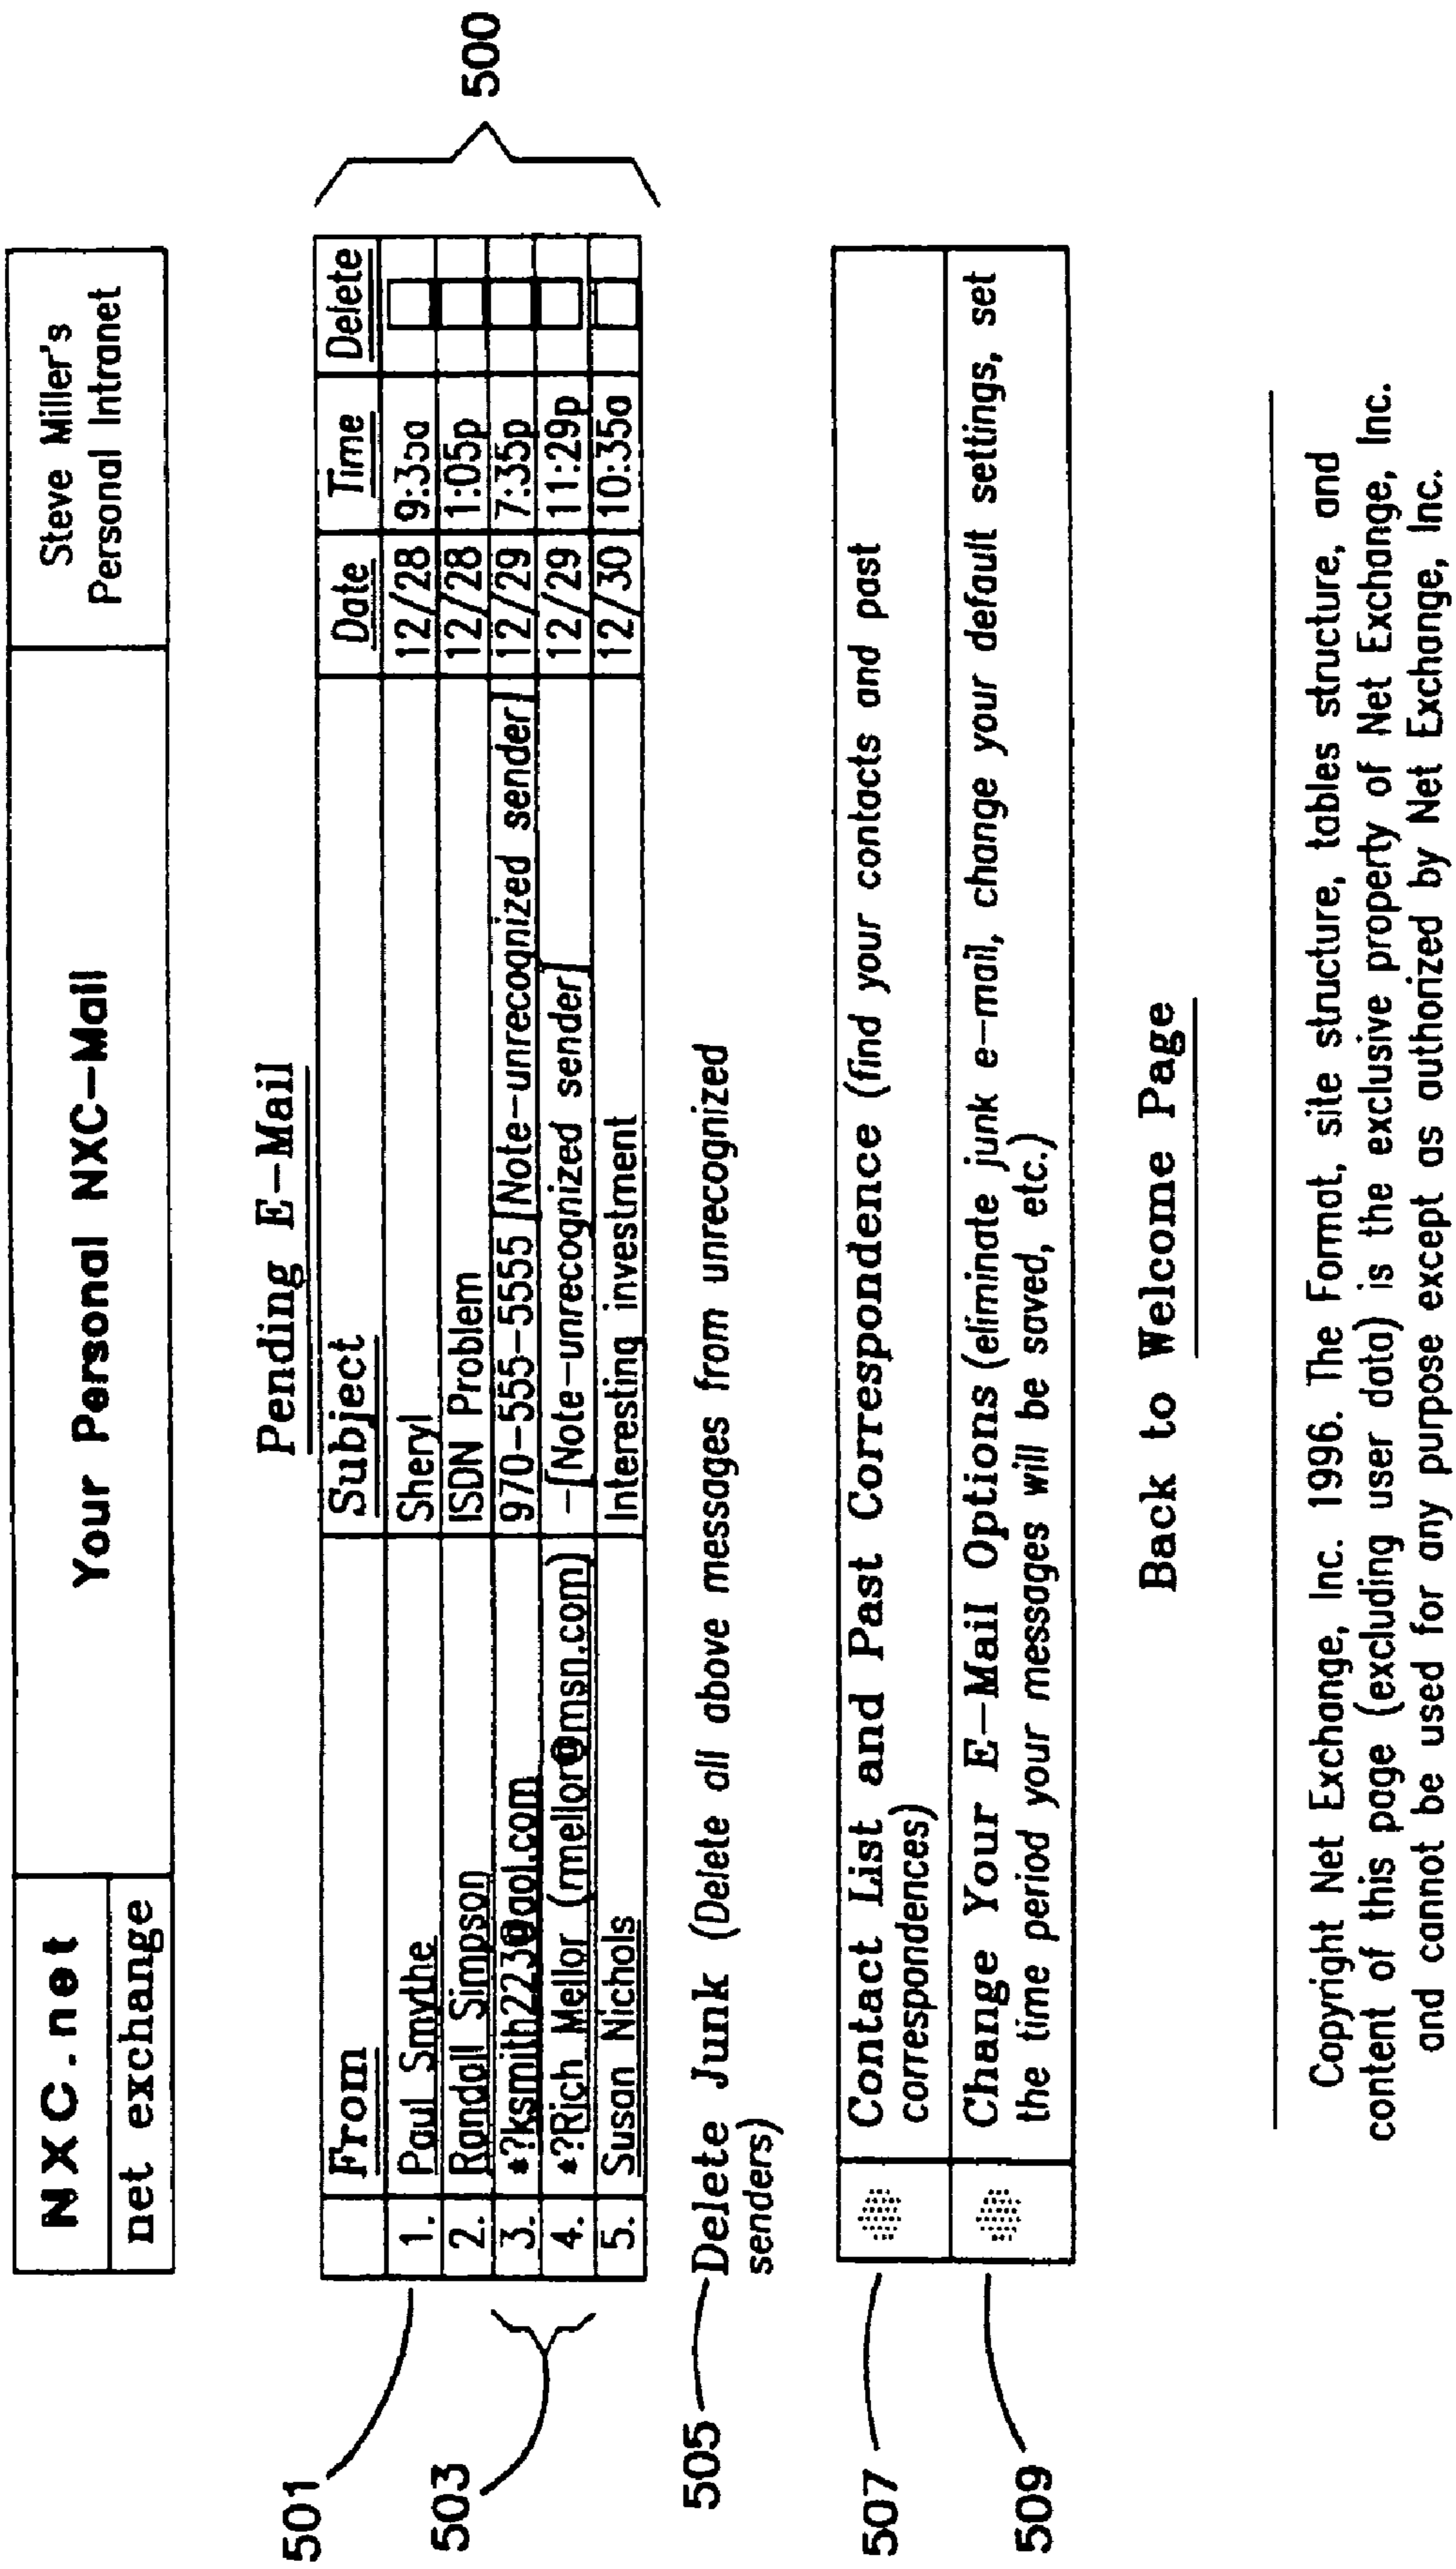 NXC.net
net exchange
Your Personal NXC-Mail
Steve Miller's
Personal Intranet
Pending E-Mail
From Subject Date Time Delete
1. Paul Smythe Sheryl 12/28 9:35a
2. Randall Simpson ISDN Problem 12/28 1:05p
3. *?ksmith223@aol.com 970-555-5555 [Note-unrecognized sender] 12/29 7:35p
4. *?Rich Mellor (rmellor@msn.com) -[Note-unrecognized sender] 12/29 11:29p
5. Susan Nichols Interesting investment 12/30 10:35a
500
501
503
505 Delete Junk (Delete all above messages from unrecognized
senders)
507 Contact List and Past Correspondence (find your contacts and past
correspondences)
509 Change Your E-Mail Options (eliminate junk e-mail, change your default settings, set
the time period your messages will be saved, etc.)
Back to Welcome Page
Copyright Net Exchange, Inc. 1996. The Format, site structure, tables structure, and
content of this page (excluding user data) is the exclusive property of Net Exchange, Inc.
and cannot be used for any purpose except as authorized by Net Exchange, Inc.